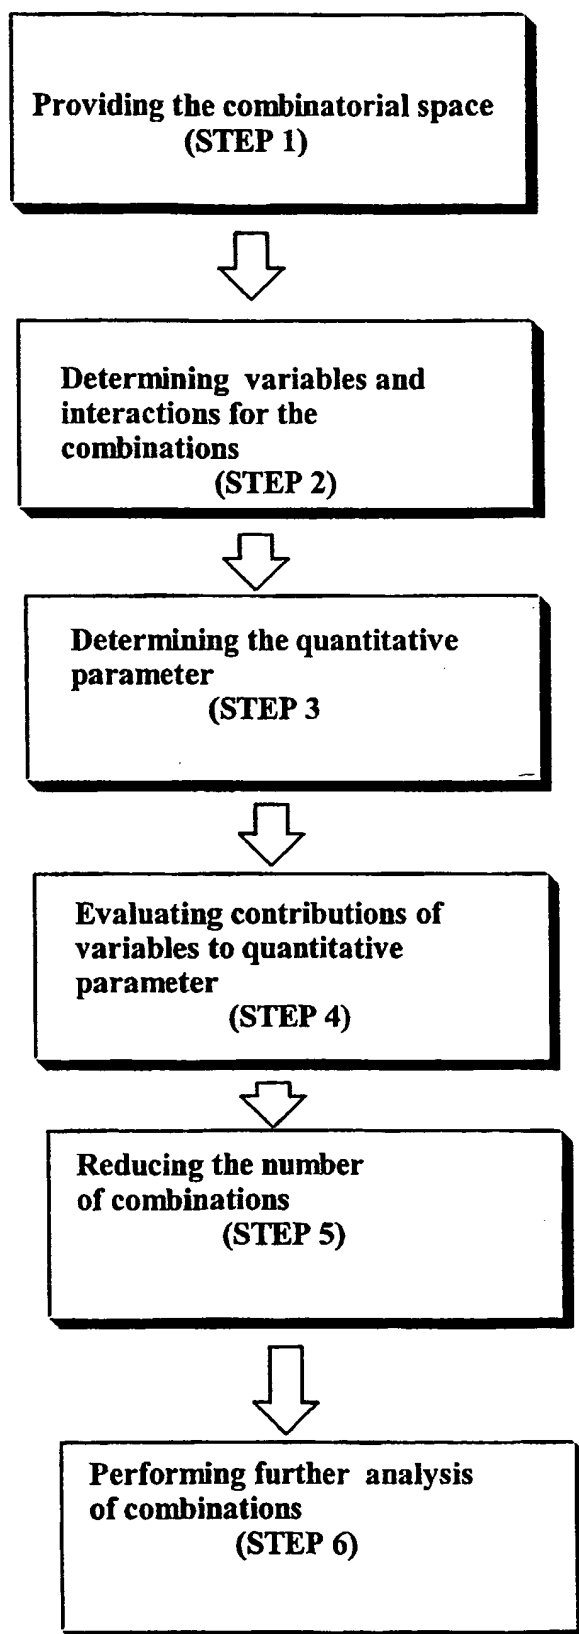 Providing the combinatorial space
(STEP 1)
Determining variables and
interactions for the
combinations
(STEP 2)
Determining the quantitative
parameter
(STEP 3
Evaluating contributions of
variables to quantitative
parameter
(STEP 4)
Reducing the number
of combinations
(STEP 5)
Performing further analysis
of combinations
(STEP 6)